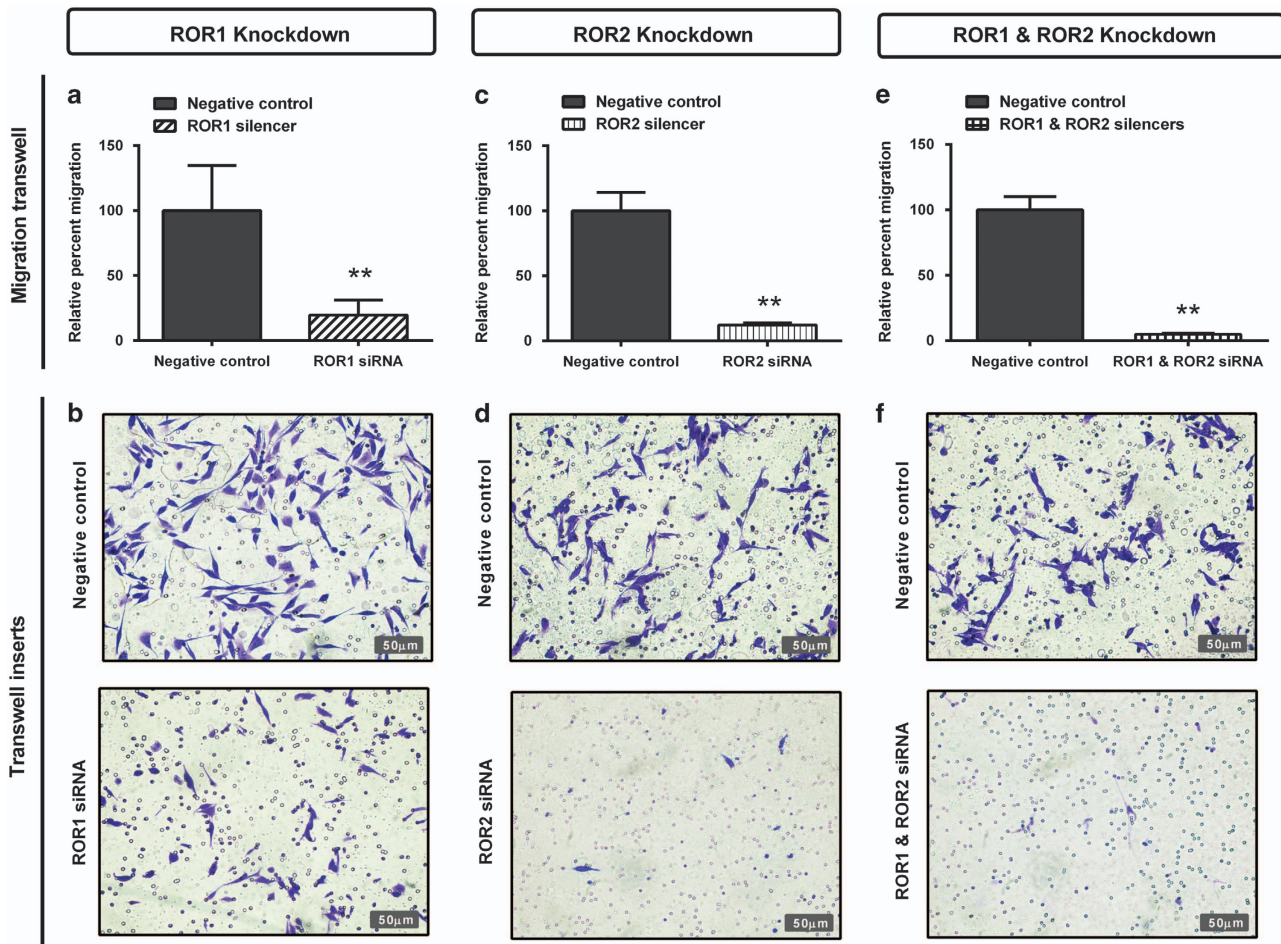 ROR1 Knockdown
ROR2 Knockdown
ROR1 & ROR2 Knockdown
Migration transwell
a
Negative control
ROR1 silencer
Relative percent migration
150
100
50
0
**
Negative control
ROR1 siRNA
c
Negative control
ROR2 silencer
Relative percent migration
150
100
50
0
**
Negative control
ROR2 siRNA
e
Negative control
ROR1 & ROR2 silencers
Relative percent migration
150
100
50
0
**
Negative control
ROR1 & ROR2 siRNA
Transwell inserts
b
Negative control
50μm
d
Negative control
50μm
f
Negative control
50μm
ROR1 siRNA
50μm
ROR2 siRNA
50μm
ROR1 & ROR2 siRNA
50μm